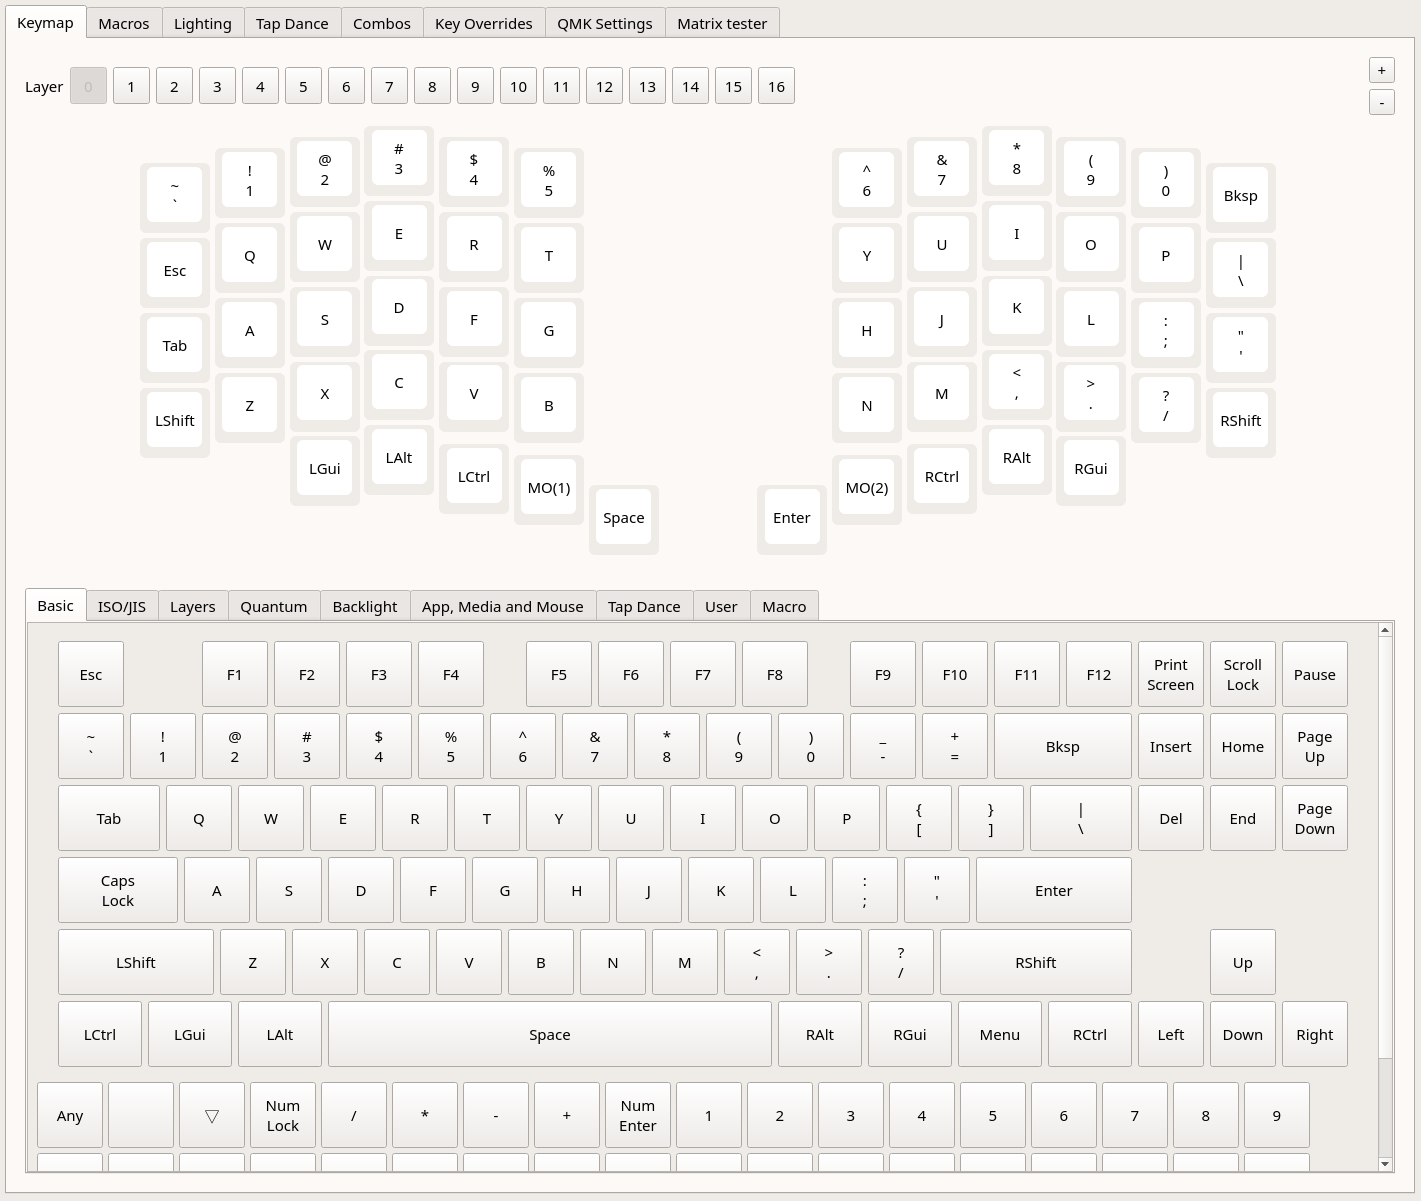 Keymap Macros Lighting Tap Dance Combos Key Overrides QMK Settings Matrix tester
Layer 0 1 2 3 4 5 6 7 8 9 10 11 12 13 14 15 16
+
-
~ ! @ # $ % ^ & * ( ) Bksp
` 1 2 3 4 5 6 7 8 9 0
Esc Q W E R T Y U I O P |
\
Tab A S D F G H J K L : "
; '
LShift Z X C V B N M < > ? RShift
, . /
LGui LAlt LCtrl MO(1) Space Enter MO(2) RCtrl RAlt RGui
Basic ISO/JIS Layers Quantum Backlight App, Media and Mouse Tap Dance User Macro
Esc F1 F2 F3 F4 F5 F6 F7 F8 F9 F10 F11 F12 Print Scroll Pause
Screen Lock
~ ! @ # $ % ^ & * ( ) _ + Bksp Insert Home Page
` 1 2 3 4 5 6 7 8 9 0 - = Up
Tab Q W E R T Y U I O P { } | Del End Page
[ ] \ Down
Caps A S D F G H J K L : " Enter
Lock ; '
LShift Z X C V B N M < > ? RShift Up
, . /
LCtrl LGui LAlt Space RAlt RGui Menu RCtrl Left Down Right
Any ▽ Num / * - + Num 1 2 3 4 5 6 7 8 9
Lock Enter